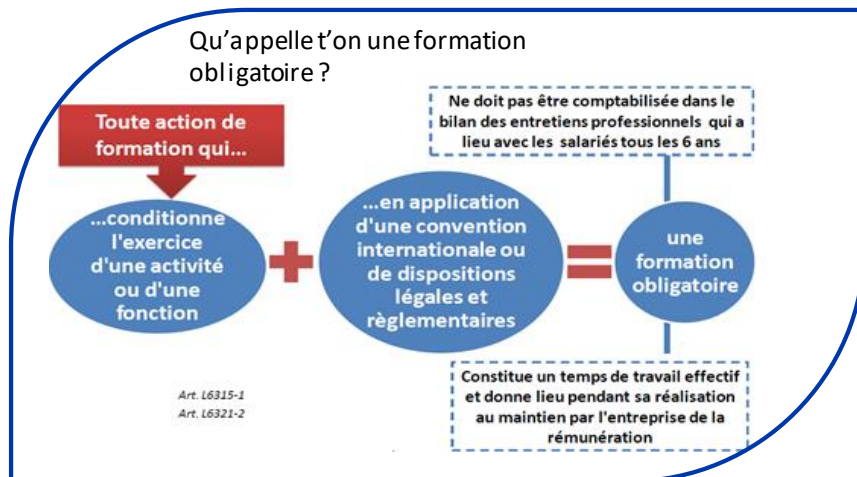 Qu'appelle t'on une formation
obligatoire ?
Toute action de
formation qui...
...conditionne
l'exercice
d'une activité
ou d'une
fonction
...en application
d'une convention
internationale ou
de dispositions
légales et
règlementaires
une
formation
obligatoire
Ne doit pas être comptabilisée dans le
bilan des entretiens professionnels qui a
lieu avec les salariés tous les 6 ans
Constitue un temps de travail effectif
et donne lieu pendant sa réalisation
au maintien par l'entreprise de la
rémunération
Art. L6315-1
Art. L6321-2